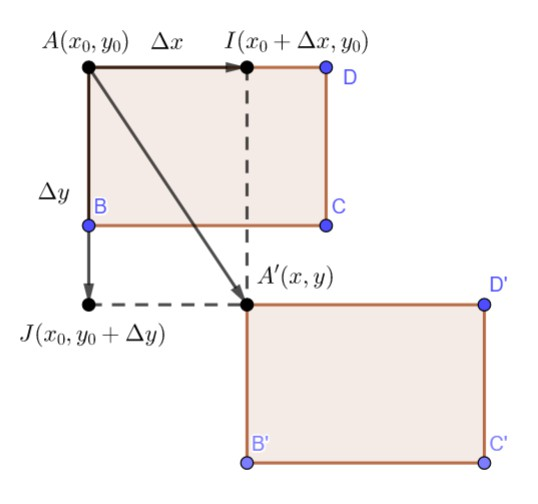 A(x₀, y₀) Δx I(x₀ + Δx, y₀)
D
Δy B C
A′(x, y)
D'
J(x₀, y₀ + Δy)
B' C'